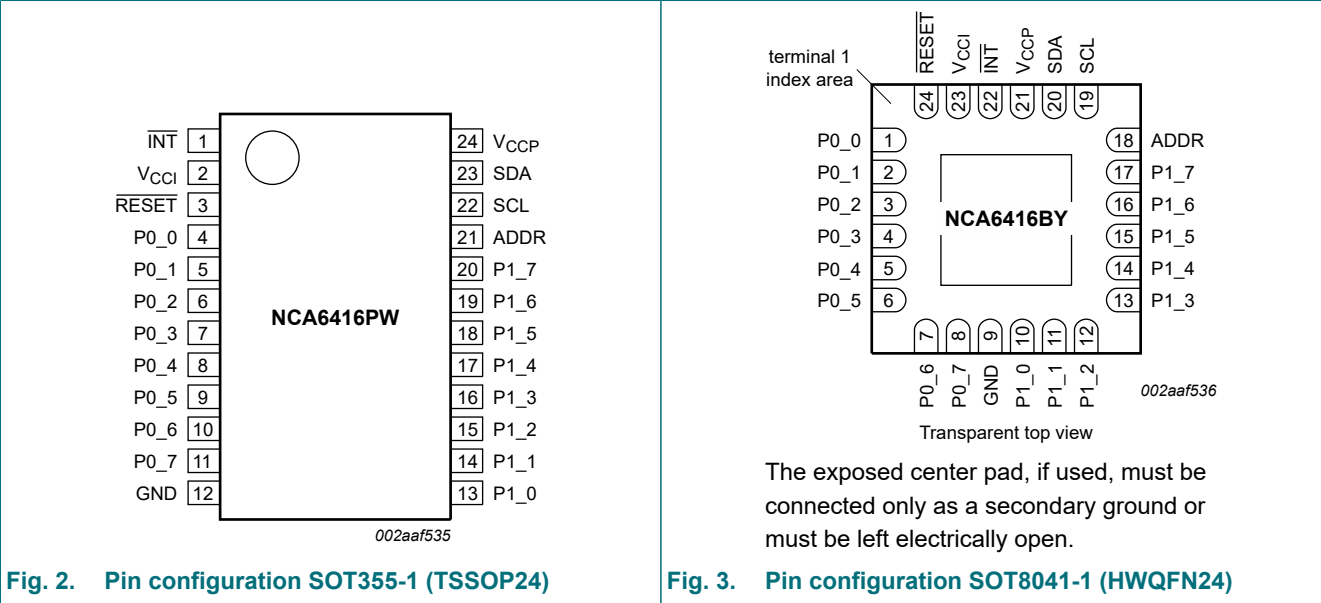 INT 1
VCCI 2
RESET 3
P0_0 4
P0_1 5
P0_2 6
P0_3 7
P0_4 8
P0_5 9
P0_6 10
P0_7 11
GND 12
NCA6416PW
24 VCCP
23 SDA
22 SCL
21 ADDR
20 P1_7
19 P1_6
18 P1_5
17 P1_4
16 P1_3
15 P1_2
14 P1_1
13 P1_0
002aaf535
Fig. 2. Pin configuration SOT355-1 (TSSOP24)
terminal 1
index area
RESET VCCI INT VCCP SDA SCL
24 23 22 21 20 19
P0_0 1
P0_1 2
P0_2 3
P0_3 4
P0_4 5
P0_5 6
NCA6416BY
18 ADDR
17 P1_7
16 P1_6
15 P1_5
14 P1_4
13 P1_3
7 8 9 10 11 12
P0_6 P0_7 GND P1_0 P1_1 P1_2
002aaf536
Transparent top view
The exposed center pad, if used, must be
connected only as a secondary ground or
must be left electrically open.
Fig. 3. Pin configuration SOT8041-1 (HWQFN24)